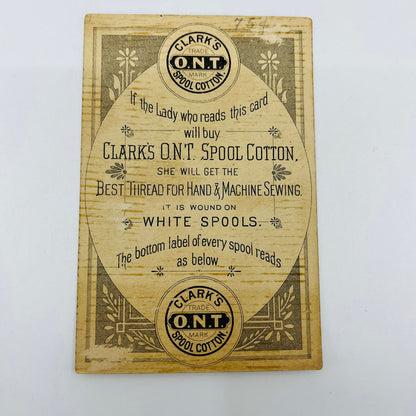 754
CLARK'S
TRADE
O.N.T.
MARK
SPOOL COTTON.
If the Lady who reads this card
will buy
CLARK'S O.N.T. SPOOL COTTON,
SHE WILL GET THE
BEST THREAD FOR HAND & MACHINE SEWING.
IT IS WOUND ON
WHITE SPOOLS.
The bottom label of every spool reads
as below.
CLARK'S
TRADE
O.N.T.
MARK
SPOOL COTTON.